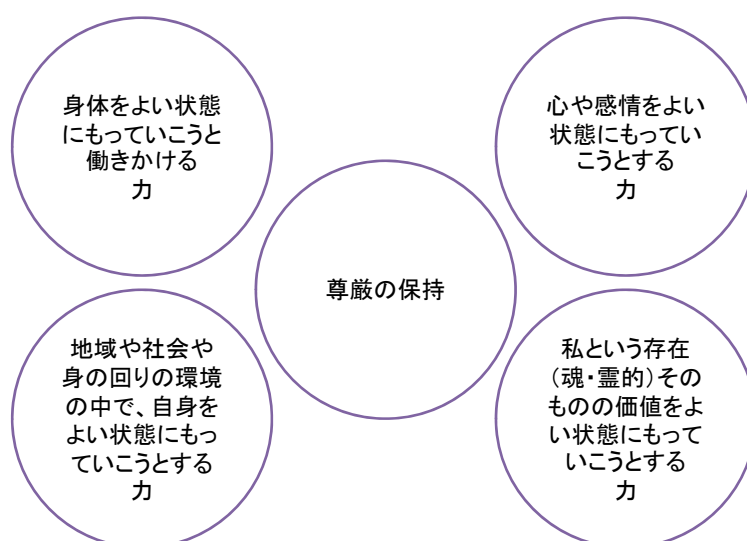 身体をよい状態
にもっていこうと
働きかける
力
心や感情をよい
状態にもってい
こうとする
力
尊厳の保持
地域や社会や
身の回りの環境
の中で、自身を
よい状態にもっ
ていこうとする
力
私という存在
(魂・霊的)その
ものの価値をよ
い状態にもって
いこうとする
力